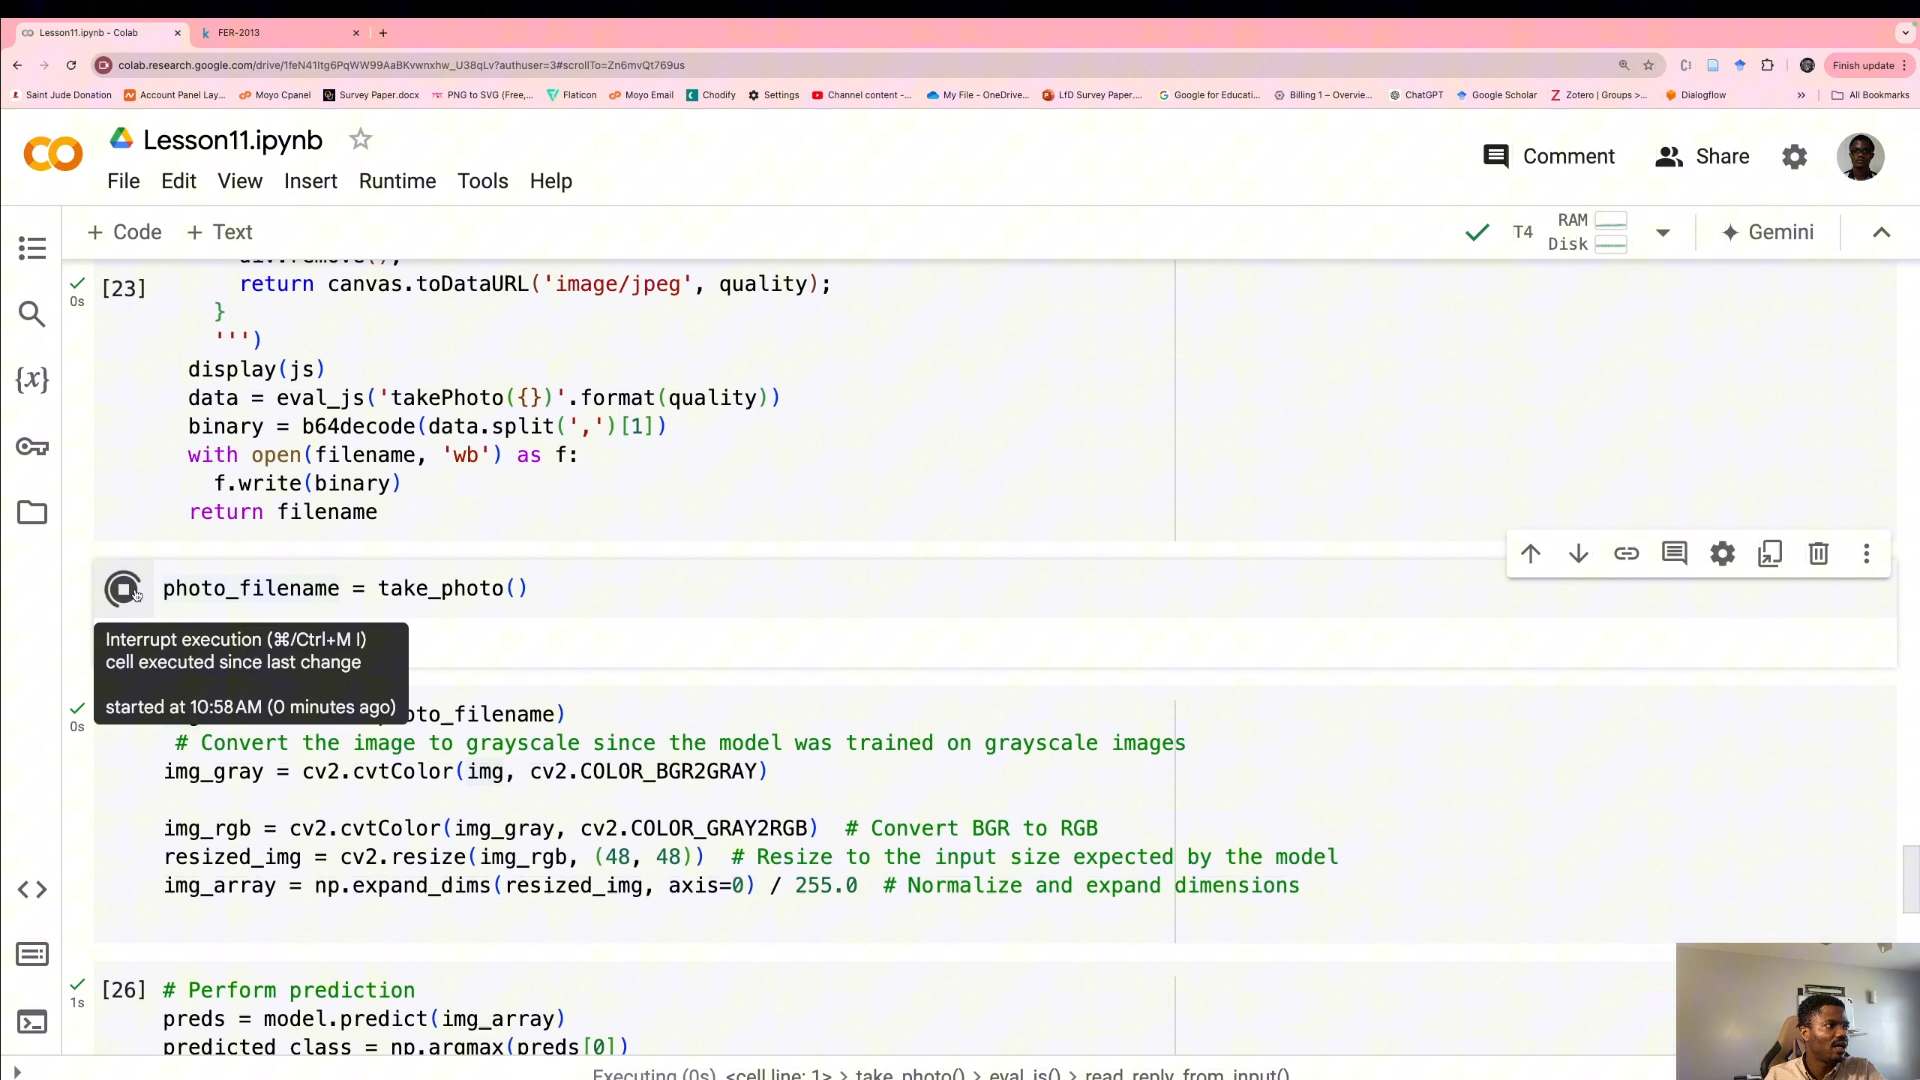 Lesson11.ipynb - Colab
FER-2013
colab.research.google.com/drive/1feN41ltg6PqWW99AaBKvwnxhw_U38qLv?authuser=3#scrollTo=Zn6mvQt769us
Finish update
Saint Jude Donation
Account Panel Lay...
Moyo Cpanel
Survey Paper.docx
PNG to SVG (Free,...
Flaticon
Moyo Email
Chodify
Settings
Channel content -...
My File - OneDrive...
LfD Survey Paper....
Google for Educati...
Billing 1 – Overvie...
ChatGPT
Google Scholar
Zotero | Groups >...
Dialogflow
All Bookmarks
Lesson11.ipynb
Comment
Share
File Edit View Insert Runtime Tools Help
+ Code + Text
T4
RAM
Disk
Gemini
[23]
0s
return canvas.toDataURL('image/jpeg', quality);
}
''')
display(js)
data = eval_js('takePhoto({})'.format(quality))
binary = b64decode(data.split(',')[1])
with open(filename, 'wb') as f:
f.write(binary)
return filename
photo_filename = take_photo()
Interrupt execution (⌘/Ctrl+M I)
cell executed since last change
started at 10:58 AM (0 minutes ago)
0s
oto_filename)
# Convert the image to grayscale since the model was trained on grayscale images
img_gray = cv2.cvtColor(img, cv2.COLOR_BGR2GRAY)
img_rgb = cv2.cvtColor(img_gray, cv2.COLOR_GRAY2RGB) # Convert BGR to RGB
resized_img = cv2.resize(img_rgb, (48, 48)) # Resize to the input size expected by the model
img_array = np.expand_dims(resized_img, axis=0) / 255.0 # Normalize and expand dimensions
[26]
1s
# Perform prediction
preds = model.predict(img_array)
predicted_class = np.argmax(preds[0])
Executing (0s) <cell line: 1> > take_photo() > eval_js() > read_reply_from_input()